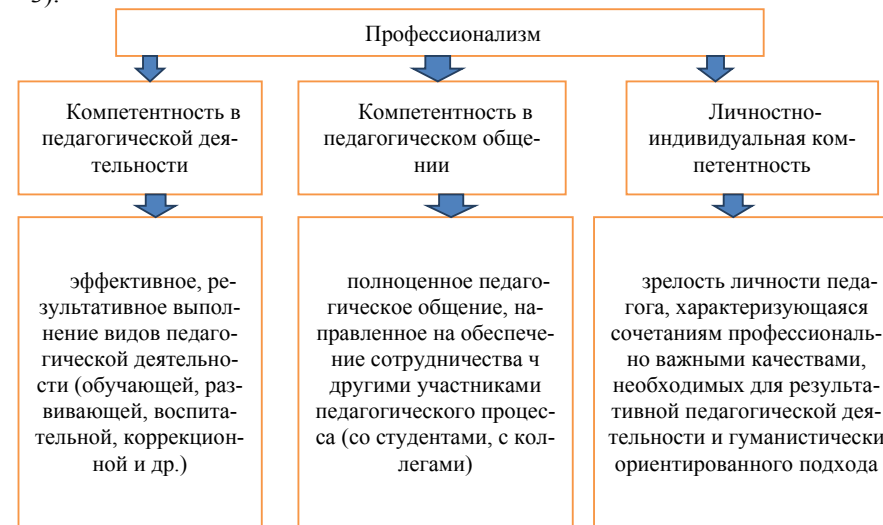 3).
Профессионализм
Компетентность в
педагогической дея-
тельности
Компетентность в
педагогическом обще-
нии
Личностно-
индивидуальная ком-
петентность
эффективное, ре-
зультативное выпол-
нение видов педаго-
гической деятельно-
сти (обучающей, раз-
вивающей, воспита-
тельной, коррекцион-
ной и др.)
полноценное педаго-
гическое общение, на-
правленное на обеспече-
ние сотрудничества ч
другими участниками
педагогического процес-
са (со студентами, с кол-
легами)
зрелость личности педа-
гога, характеризующаяся
сочетаниям профессиональ-
но важными качествами,
необходимых для результа-
тивной педагогической дея-
тельности и гуманистически
ориентированного подхода